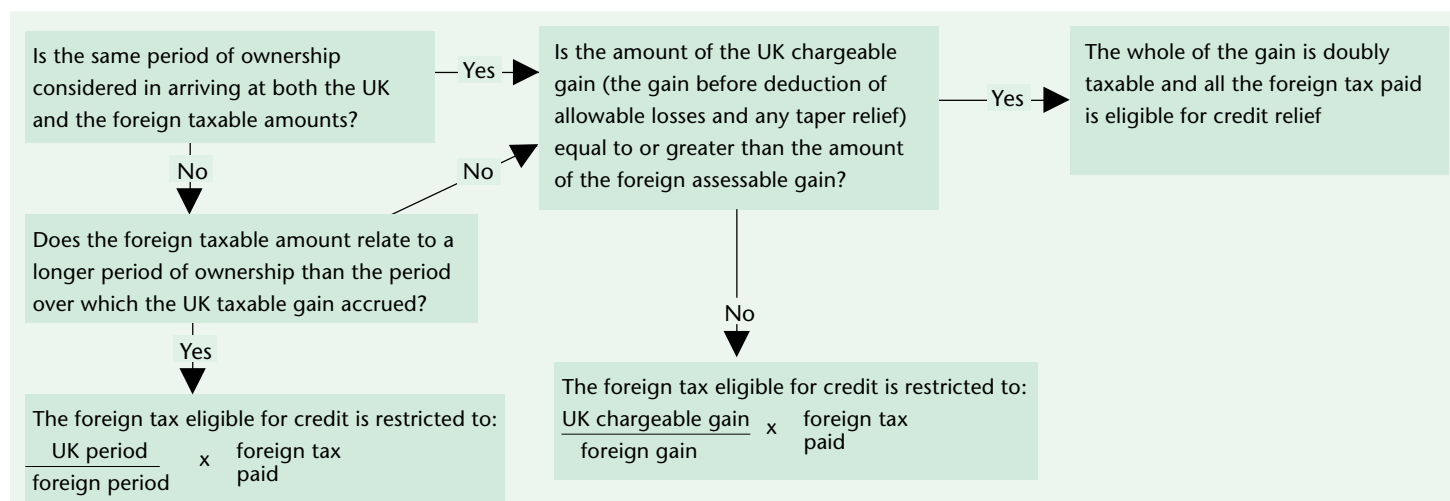 Is the same period of ownership
considered in arriving at both the UK
and the foreign taxable amounts?
Yes
Is the amount of the UK chargeable
gain (the gain before deduction of
allowable losses and any taper relief)
equal to or greater than the amount
of the foreign assessable gain?
Yes
The whole of the gain is doubly
taxable and all the foreign tax paid
is eligible for credit relief
No
No
Does the foreign taxable amount relate to a
longer period of ownership than the period
over which the UK taxable gain accrued?
Yes
No
The foreign tax eligible for credit is restricted to:
UK period
foreign period
x
foreign tax
paid
The foreign tax eligible for credit is restricted to:
UK chargeable gain
foreign gain
x
foreign tax
paid